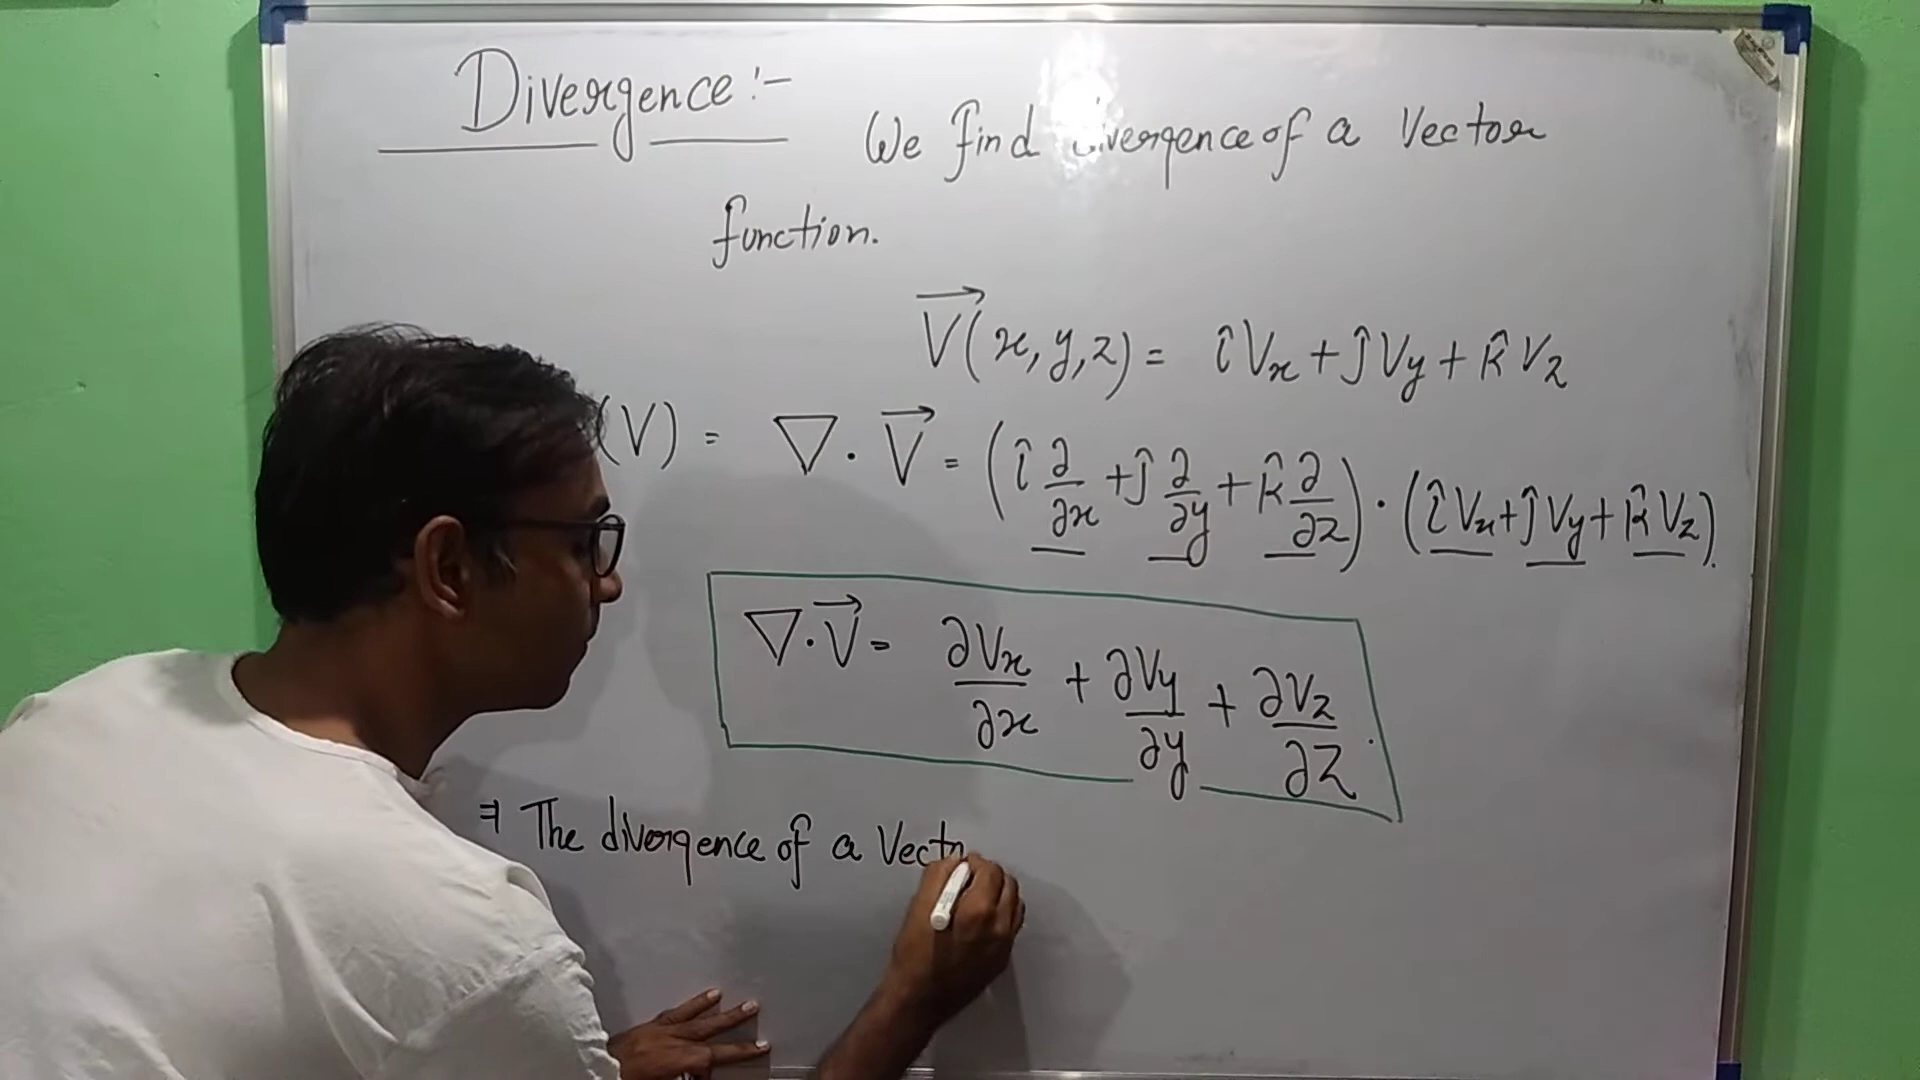 Divergence :-
We find divergence of a Vector
function.
V⃗(x, y, z) = îVx + ĵVy + k̂Vz
(V) = ∇ · V⃗ = (î ∂/∂x + ĵ ∂/∂y + k̂ ∂/∂z) · (îVx + ĵVy + k̂Vz).
∇ · V⃗ = ∂Vx/∂x + ∂Vy/∂y + ∂Vz/∂z .
⇒ The divergence of a Vect